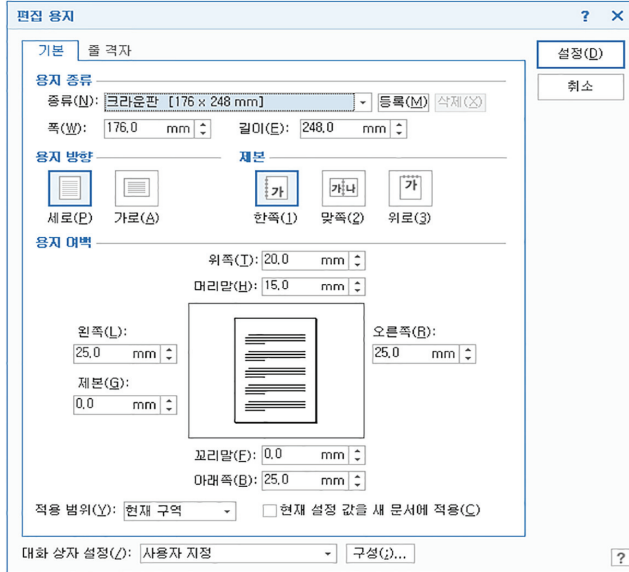 편집 용지 ? ×
기본 줄 격자
설정(D)
취소
용지 종류
종류(N): 크라운판 [176 x 248 mm] 등록(M) 삭제(X)
폭(W): 176.0 mm 길이(E): 248.0 mm
용지 방향 제본
가 가나 가
세로(P) 가로(A) 한쪽(1) 맞쪽(2) 위로(3)
용지 여백
위쪽(T): 20.0 mm
머리말(H): 15.0 mm
왼쪽(L): 오른쪽(R):
25.0 mm 25.0 mm
제본(G):
0.0 mm
꼬리말(F): 0.0 mm
아래쪽(B): 25.0 mm
적용 범위(Y): 현재 구역 현재 설정 값을 새 문서에 적용(C)
대화 상자 설정(/): 사용자 지정 구성(;)... ?